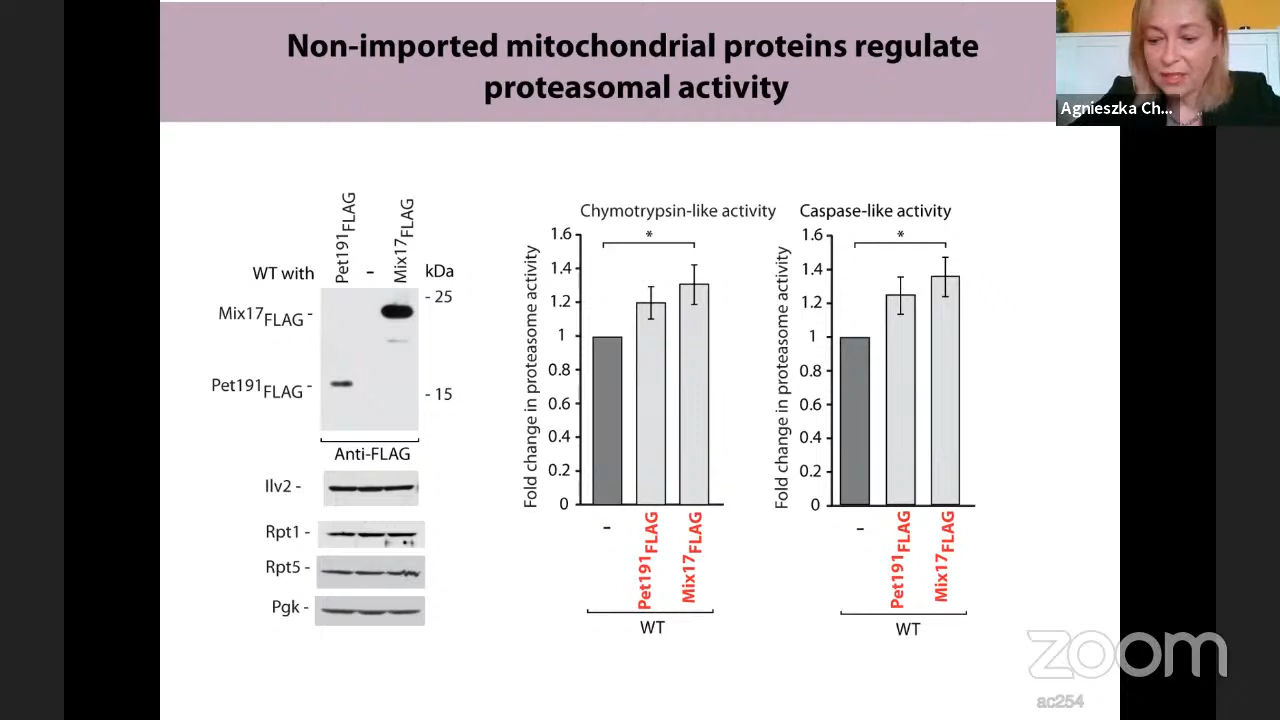 Non-imported mitochondrial proteins regulate
proteasomal activity
Agnieszka Ch...
WT with
Pet191FLAG
-
Mix17FLAG
kDa
- 25
Mix17FLAG -
Pet191FLAG -
- 15
Anti-FLAG
Ilv2 -
Rpt1 -
Rpt5 -
Pgk -
Chymotrypsin-like activity
*
Fold change in proteasome activity
1.6
1.4
1.2
1
0.8
0.6
0.4
0.2
0
-
Pet191FLAG
Mix17FLAG
WT
Caspase-like activity
*
Fold change in proteasome activity
1.6
1.4
1.2
1
0.8
0.6
0.4
0.2
0
-
Pet191FLAG
Mix17FLAG
WT
zoom
ac254